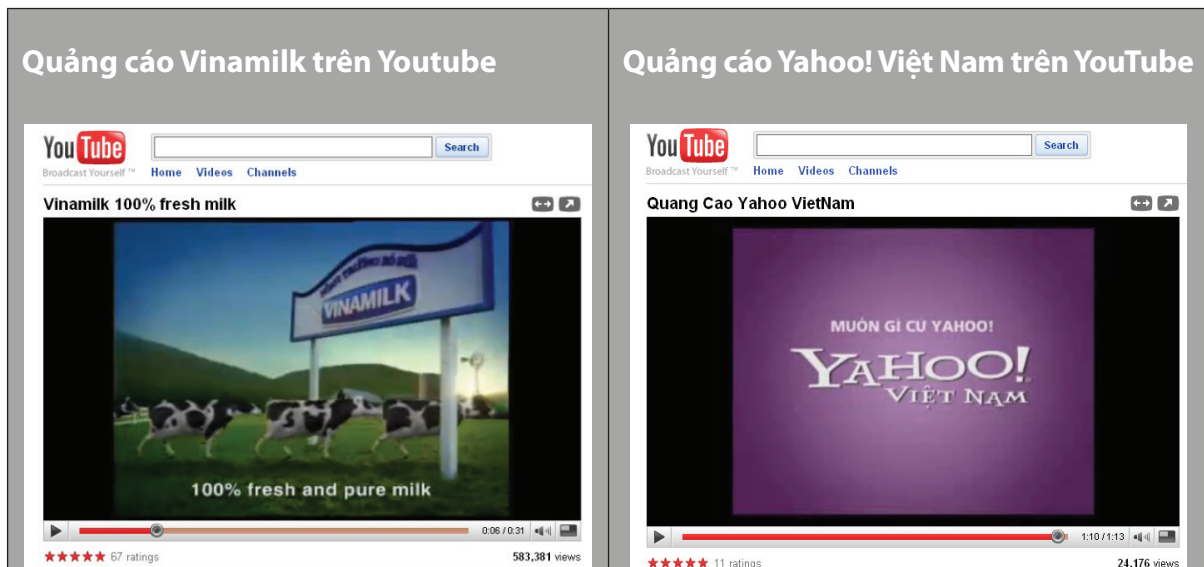 Quảng cáo Vinamilk trên Youtube
You Tube
Broadcast Yourself ™
Search
Home Videos Channels
Vinamilk 100% fresh milk
VINAMILK
100% fresh and pure milk
0:06 / 0:31
67 ratings
583,381 views
Quảng cáo Yahoo! Việt Nam trên YouTube
You Tube
Broadcast Yourself ™
Search
Home Videos Channels
Quang Cao Yahoo VietNam
MUÔN GÌ CƯ YAHOO!
YAHOO!
VIỆT NAM
1:10 / 1:13
11 ratings
24,176 views